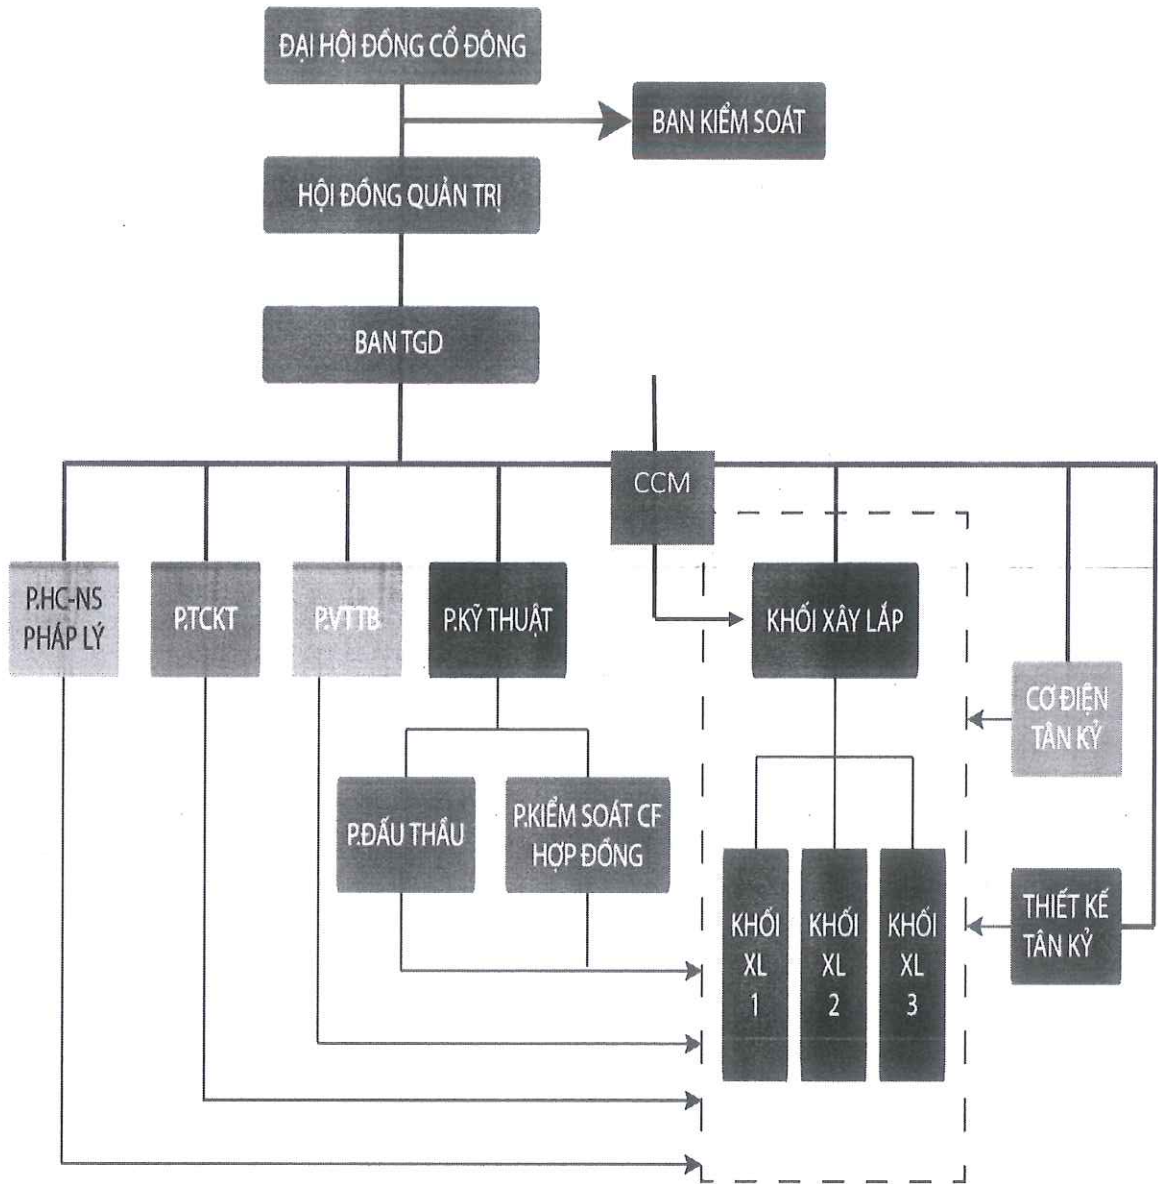 ĐẠI HỘI ĐỒNG CỔ ĐÔNG
BAN KIỂM SOÁT
HỘI ĐỒNG QUẢN TRỊ
BAN TGD
CCM
P.HC-NS
PHÁP LÝ
P.TCKT
P.VTTB
P.KỸ THUẬT
KHỐI XÂY LẮP
CƠ ĐIỆN
TÂN KỶ
P.ĐẤU THẦU
P.KIỂM SOÁT CF
HỢP ĐỒNG
KHỐI
XL
1
KHỐI
XL
2
KHỐI
XL
3
THIẾT KẾ
TÂN KỶ